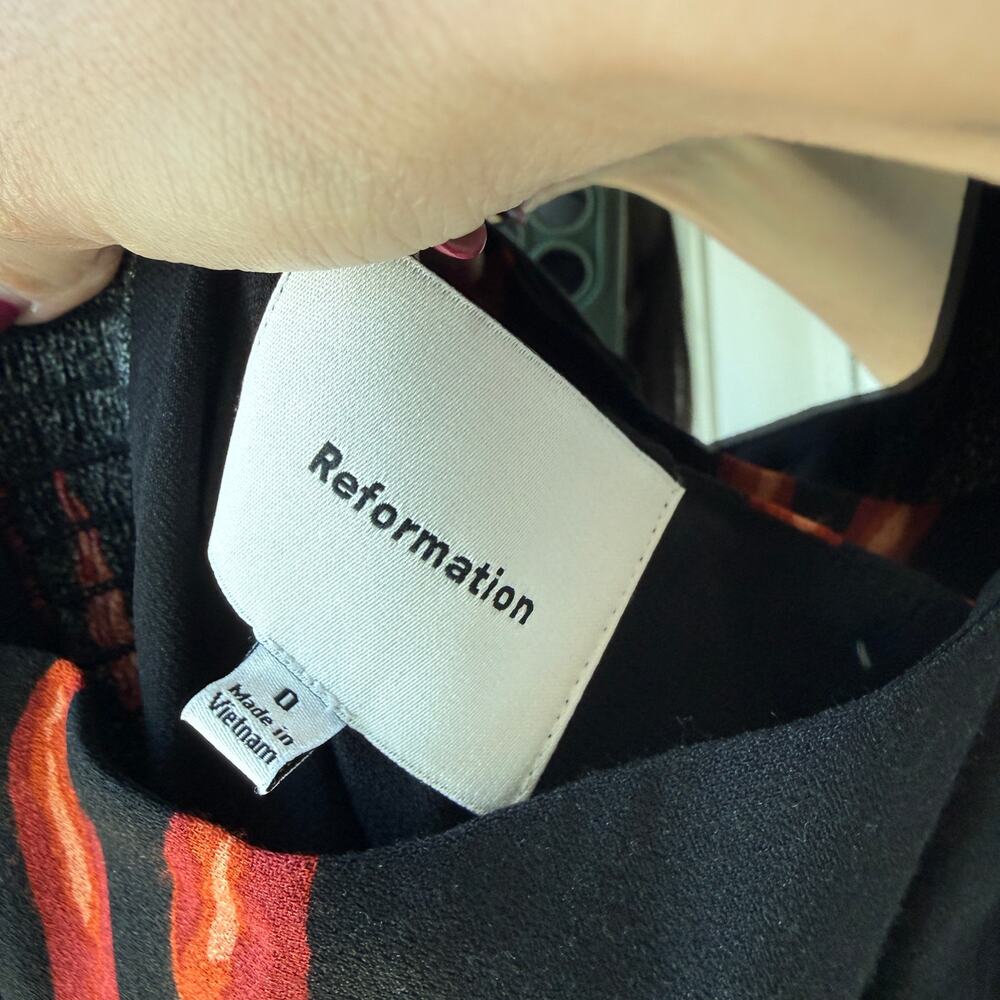 Reformation
0
Made in
Vietnam